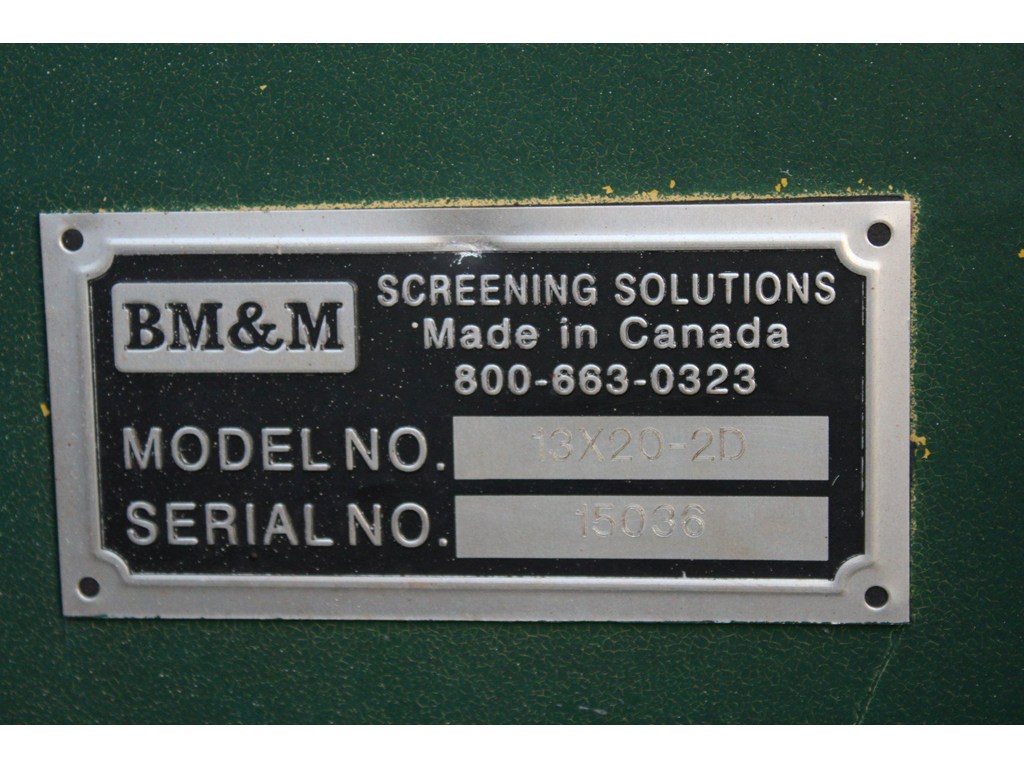 BM&M
SCREENING SOLUTIONS
Made in Canada
800-663-0323
MODEL NO. 13X20-2D
SERIAL NO. 15036